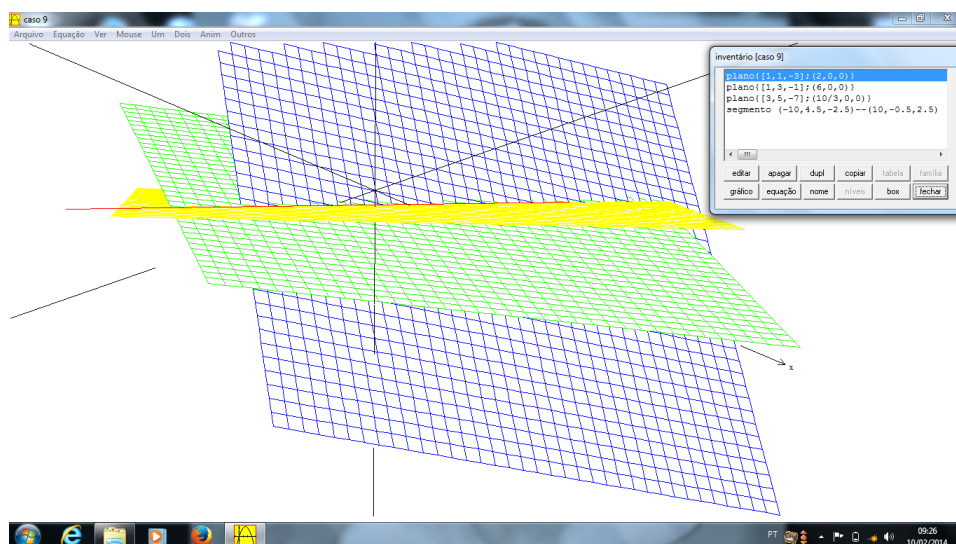 caso 9
Arquivo Equação Ver Mouse Um Dois Anim Outros
inventário [caso 9]
plano{[1,1,-3];(2,0,0)}
plano{[1,3,-1];(6,0,0)}
plano{[3,5,-7];(10/3,0,0)}
segmento (-10,4.5,-2.5)--(10,-0.5,2.5)
editar apagar dupl copiar tabela família
gráfico equação nome níveis box fechar
x
PT
09:26
10/02/2014